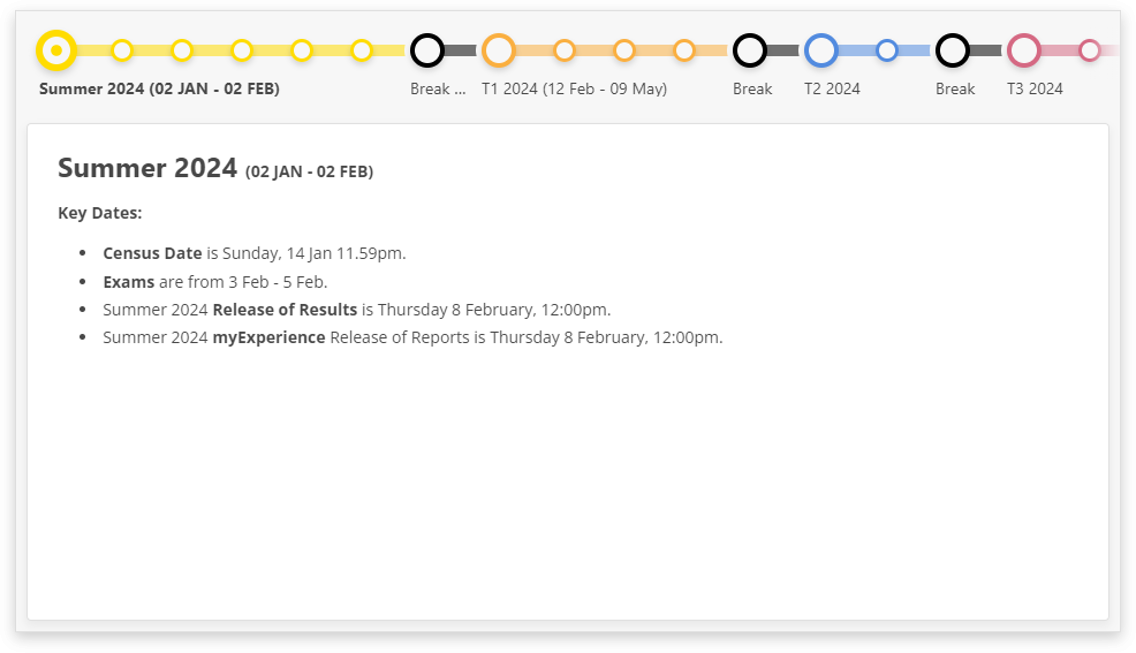 Summer 2024 (02 JAN - 02 FEB) Break ... T1 2024 (12 Feb - 09 May) Break T2 2024 Break T3 2024
Summer 2024 (02 JAN - 02 FEB)
Key Dates:
• Census Date is Sunday, 14 Jan 11.59pm.
• Exams are from 3 Feb - 5 Feb.
• Summer 2024 Release of Results is Thursday 8 February, 12:00pm.
• Summer 2024 myExperience Release of Reports is Thursday 8 February, 12:00pm.